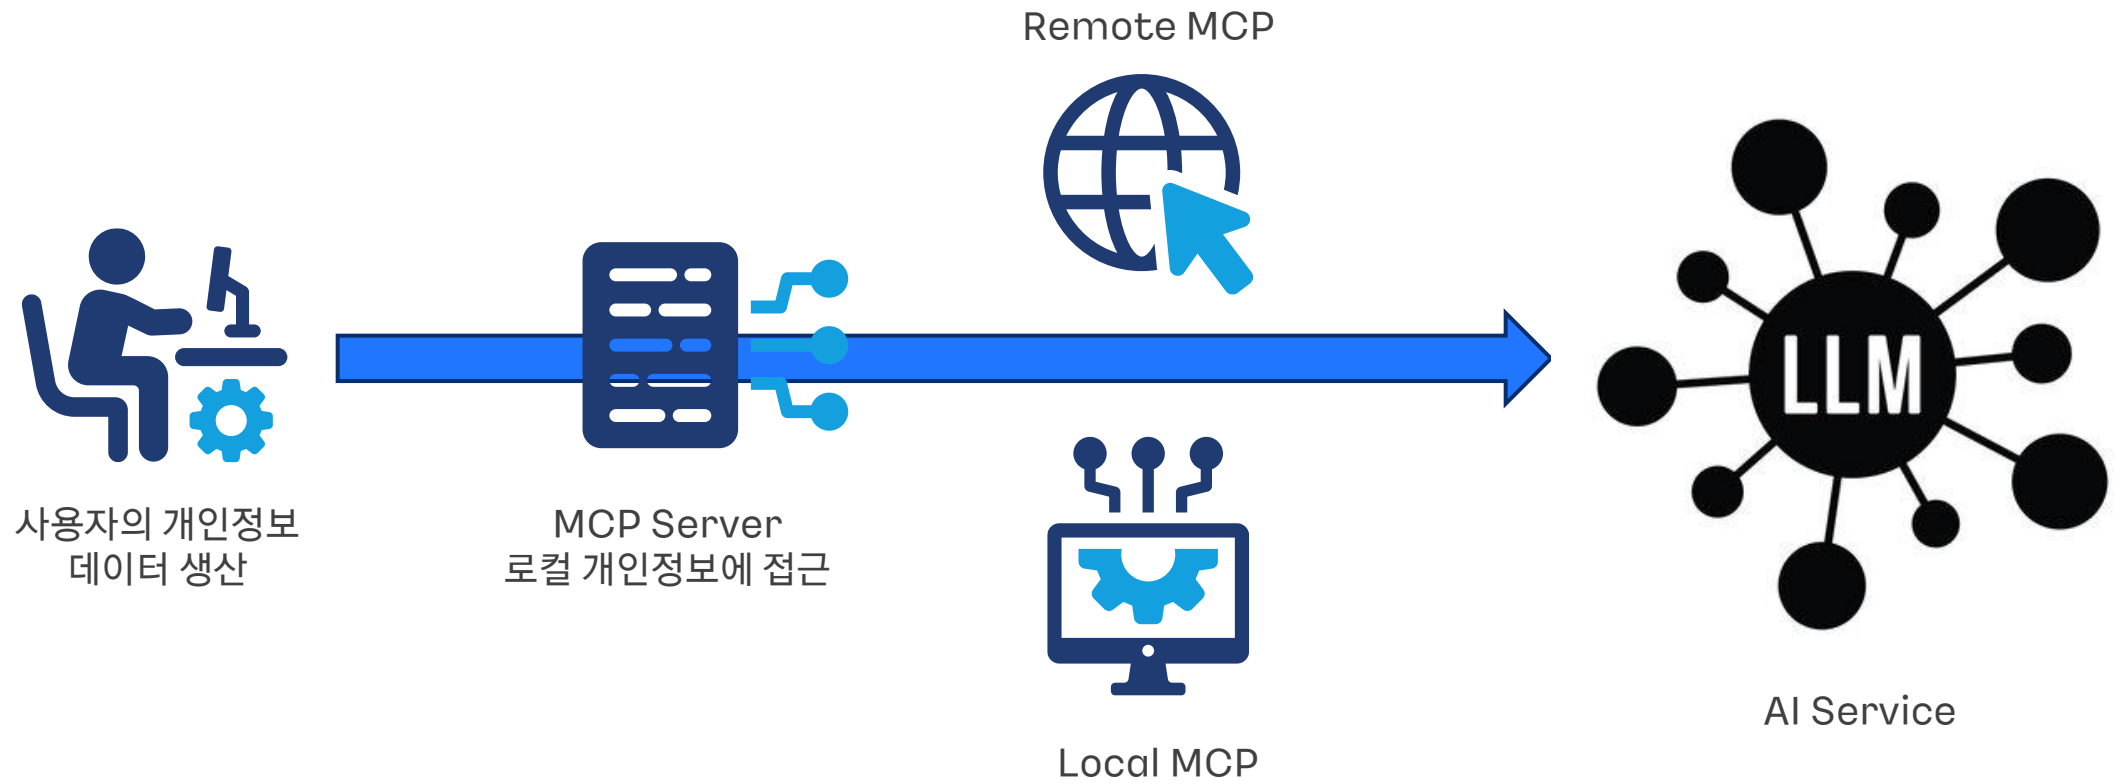 Remote MCP
사용자의 개인정보
데이터 생산
MCP Server
로컬 개인정보에 접근
Local MCP
LLM
AI Service